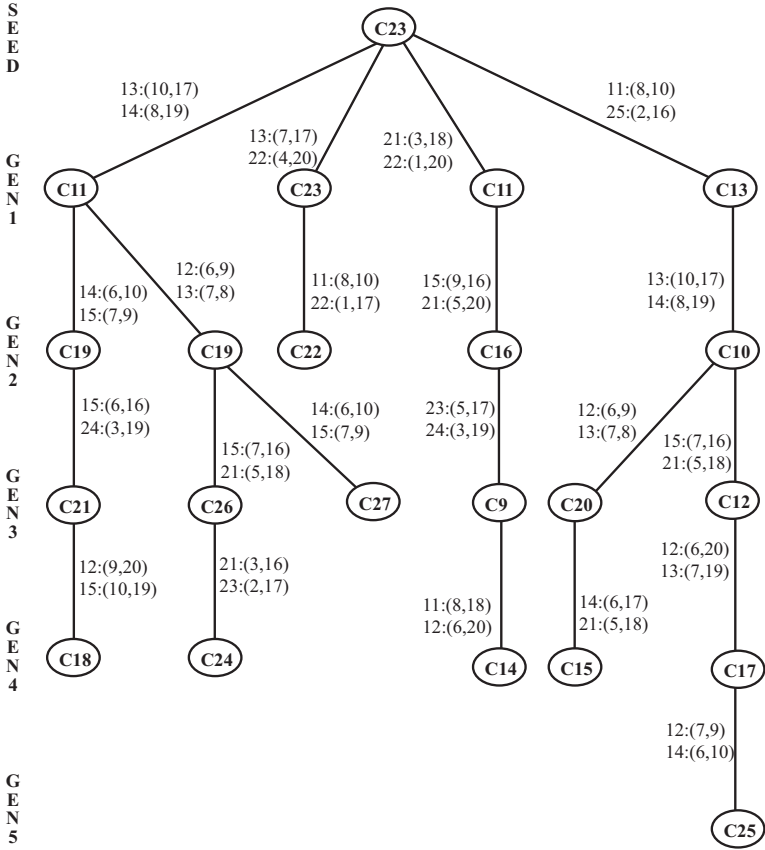 SEED
C23
13:(10,17)
14:(8,19)
13:(7,17)
22:(4,20)
21:(3,18)
22:(1,20)
11:(8,10)
25:(2,16)
GEN1
C11
C23
C11
C13
14:(6,10)
15:(7,9)
12:(6,9)
13:(7,8)
11:(8,10)
22:(1,17)
15:(9,16)
21:(5,20)
13:(10,17)
14:(8,19)
GEN2
C19
C19
C22
C16
C10
15:(6,16)
24:(3,19)
15:(7,16)
21:(5,18)
14:(6,10)
15:(7,9)
23:(5,17)
24:(3,19)
12:(6,9)
13:(7,8)
15:(7,16)
21:(5,18)
GEN3
C21
C26
C27
C9
C20
C12
12:(9,20)
15:(10,19)
21:(3,16)
23:(2,17)
11:(8,18)
12:(6,20)
14:(6,17)
21:(5,18)
12:(6,20)
13:(7,19)
GEN4
C18
C24
C14
C15
C17
12:(7,9)
14:(6,10)
GEN5
C25